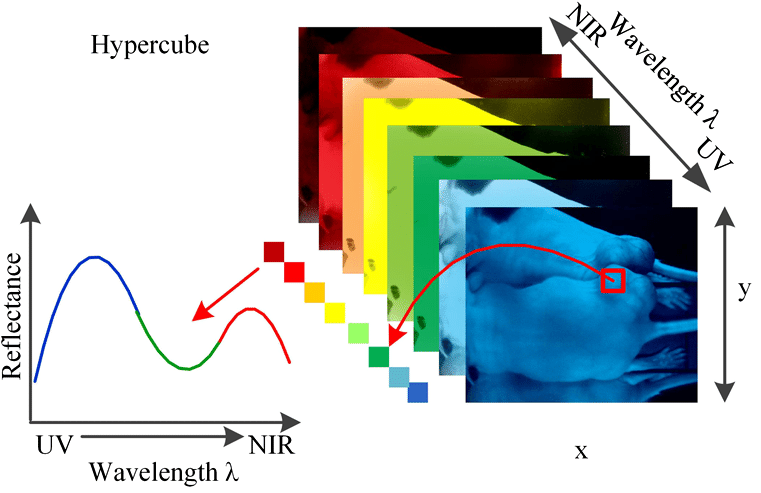 Hypercube
NIR
Wavelength λ
UV
Reflectance
y
UV
NIR
Wavelength λ
x